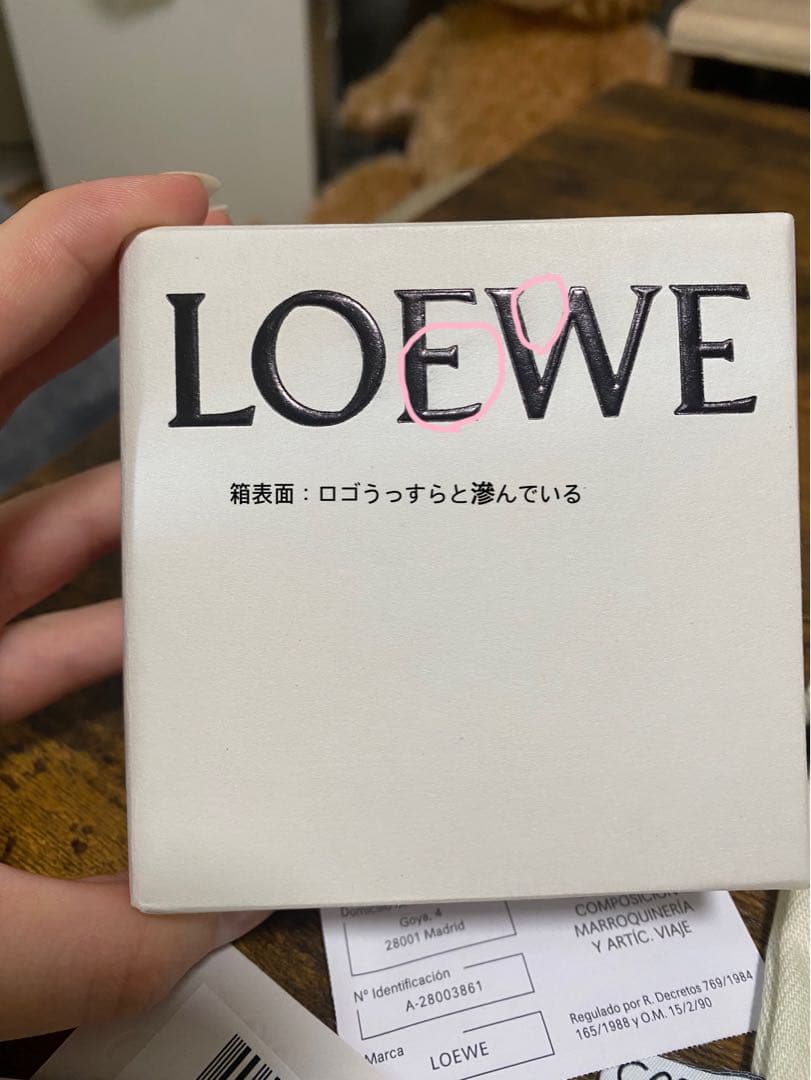 LOEWE
箱表面：ロゴうっすらと滲んでいる
Goya, 4
28001 Madrid
Nº Identificación
A-28003861
Marca
LOEWE
COMPOSICIÓN
MARROQUINERÍA
Y ARTÍC. VIAJE
Regulado por R. Decretos 769/1984
165/1988 y O.M. 15/2/90